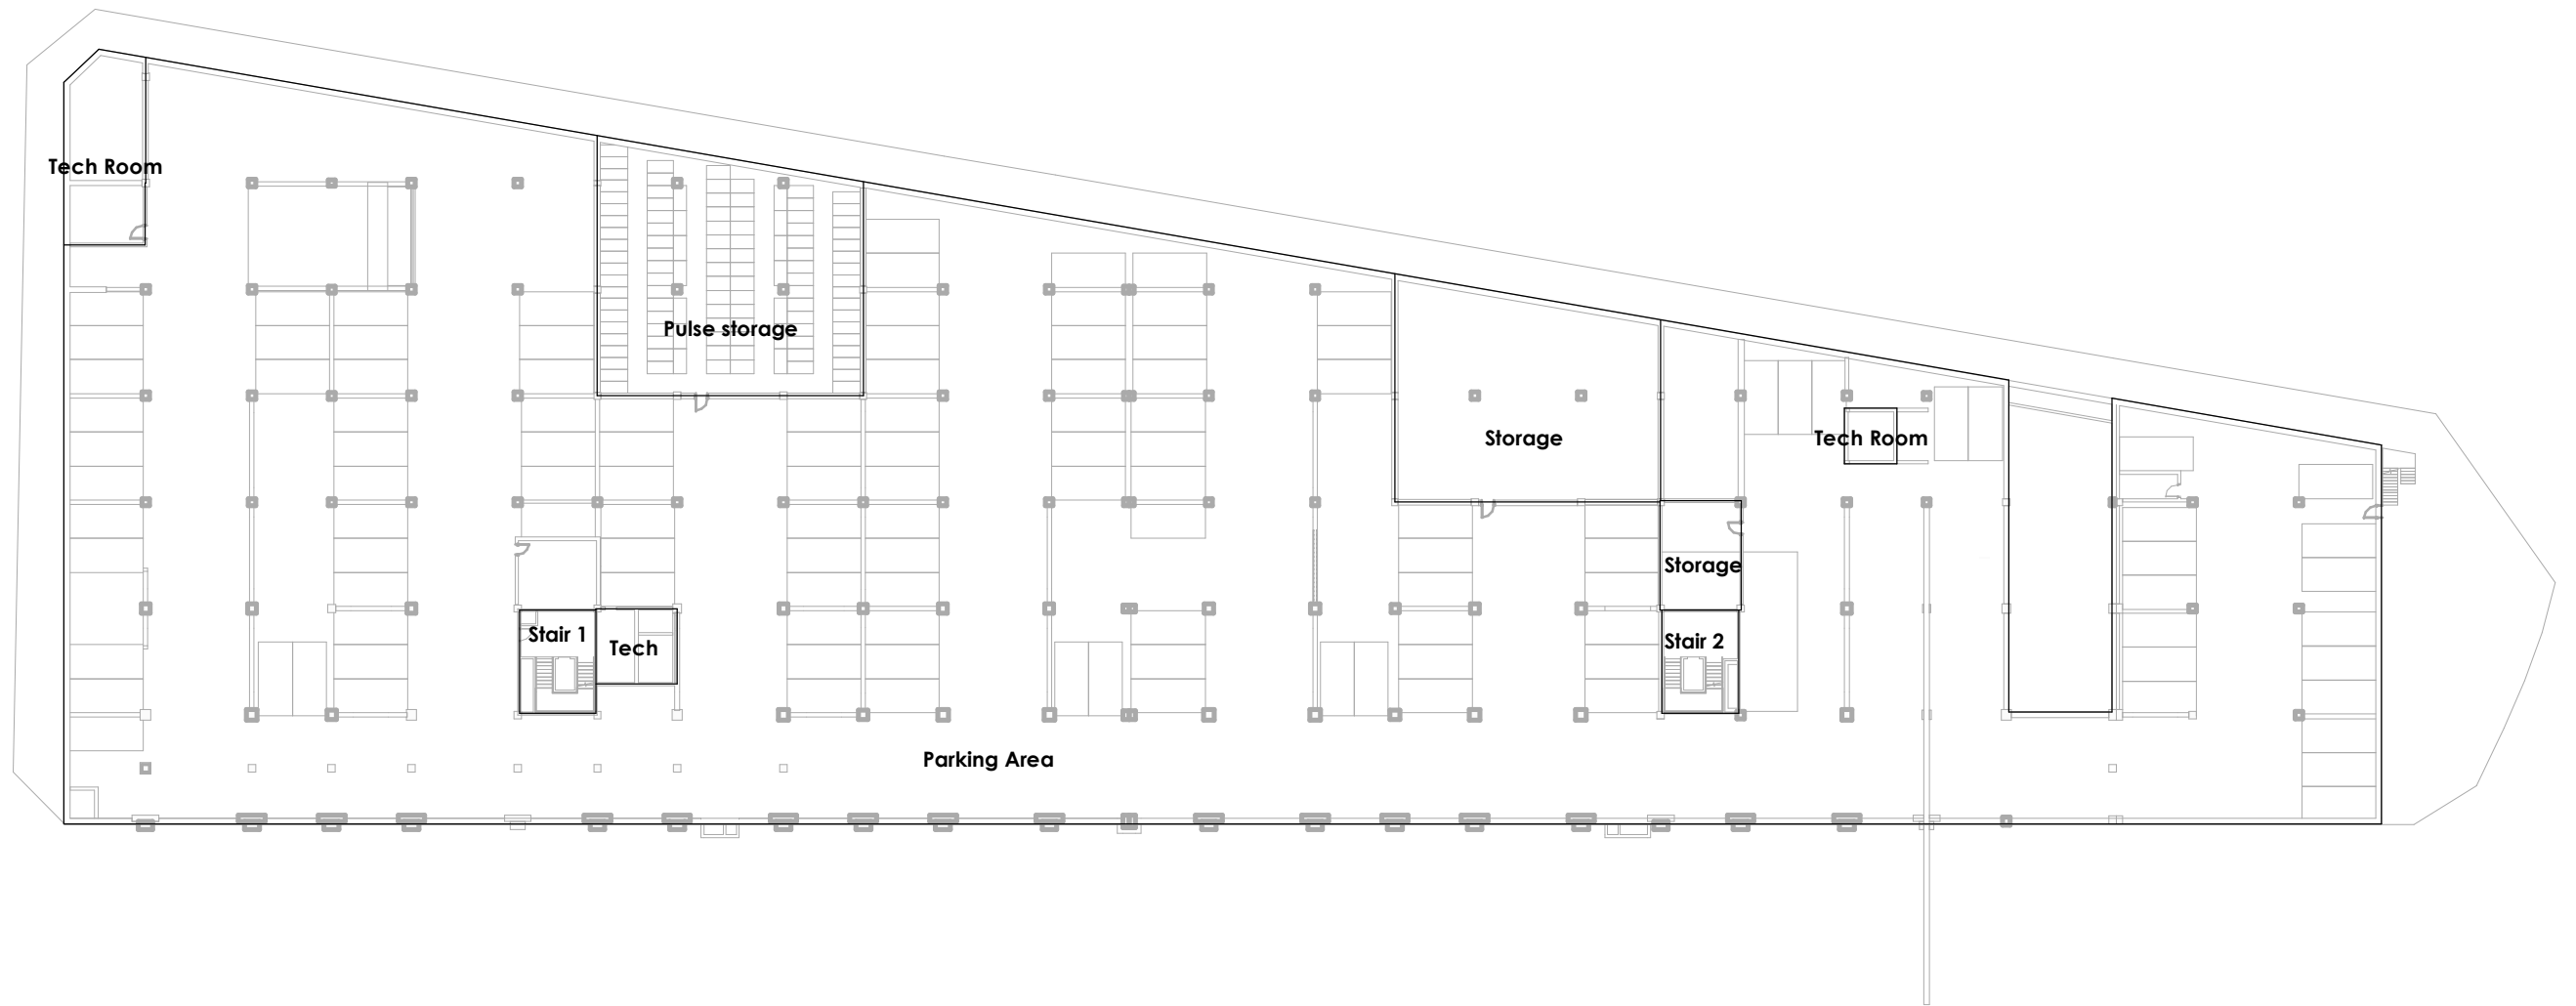 Tech Room
Pulse storage
Storage
Tech Room
Storage
Stair 1
Tech
Stair 2
Parking Area